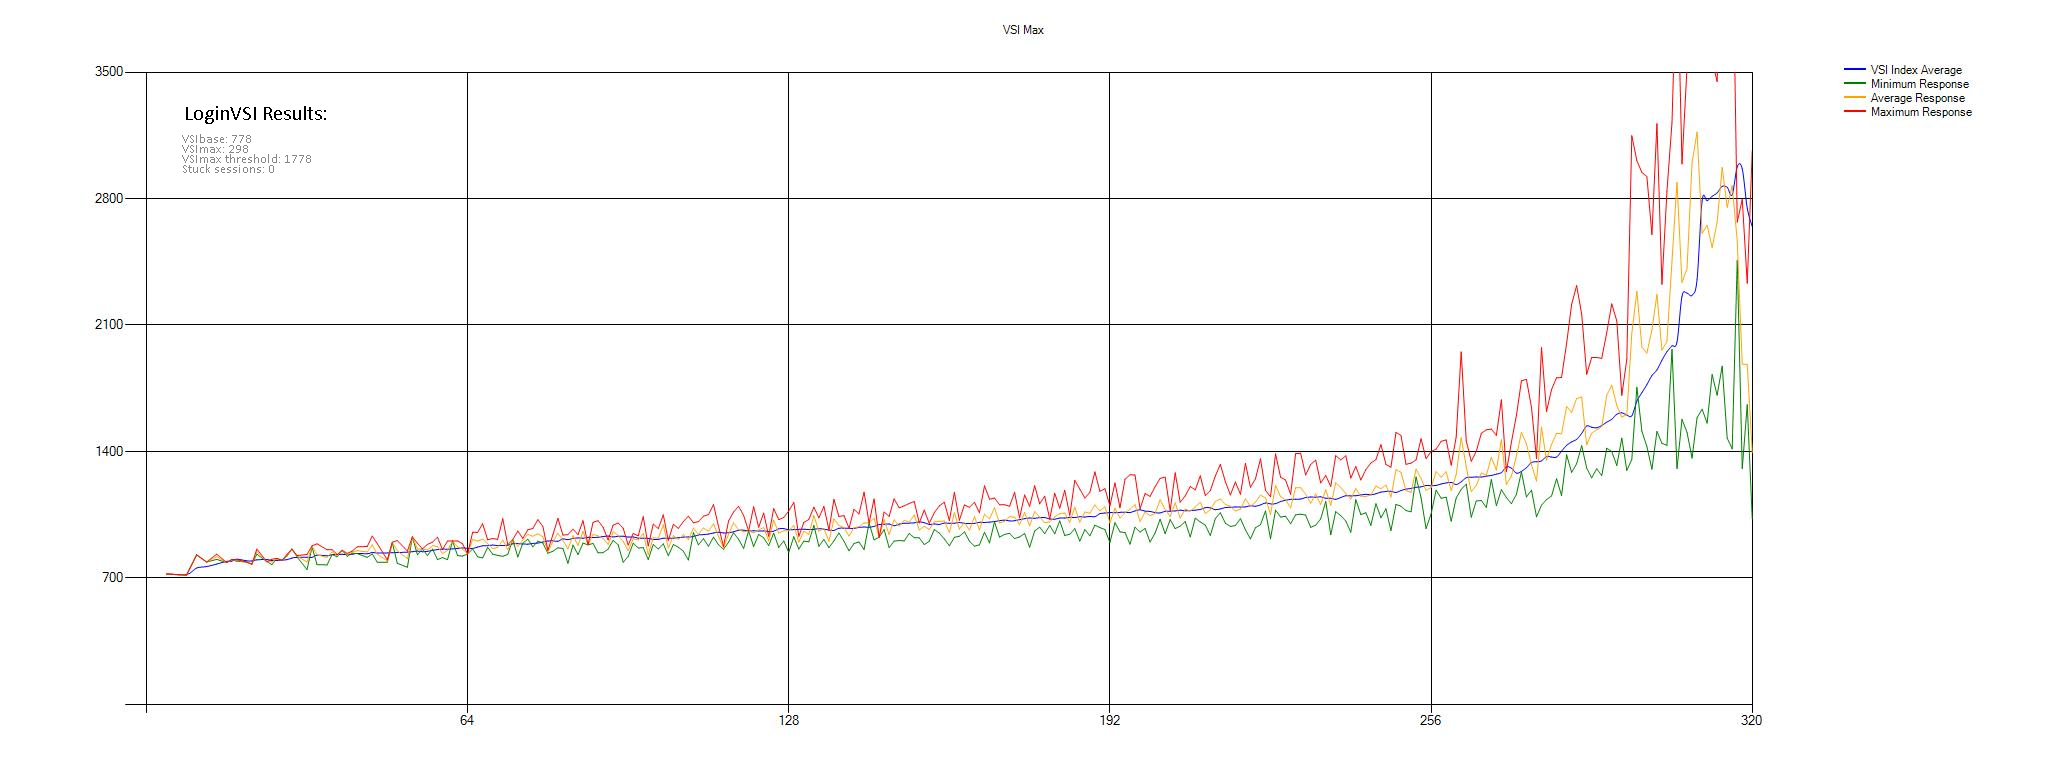 VSI Max
3500
2800
2100
1400
700
64
128
192
256
320
LoginVSI Results:
VSIbase: 778
VSImax: 298
VSImax threshold: 1778
Stuck sessions: 0
VSI Index Average
Minimum Response
Average Response
Maximum Response